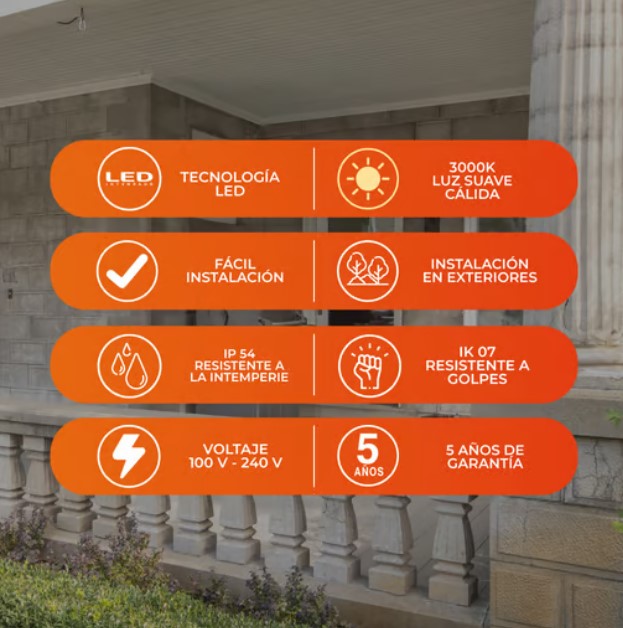 LED
TECNOLOGÍA
LED
3000K
LUZ SUAVE
CÁLIDA
FÁCIL
INSTALACIÓN
INSTALACIÓN
EN EXTERIORES
IP 54
RESISTENTE A
LA INTEMPERIE
IK 07
RESISTENTE A
GOLPES
VOLTAJE
100 V - 240 V
5
AÑOS
5 AÑOS DE
GARANTÍA